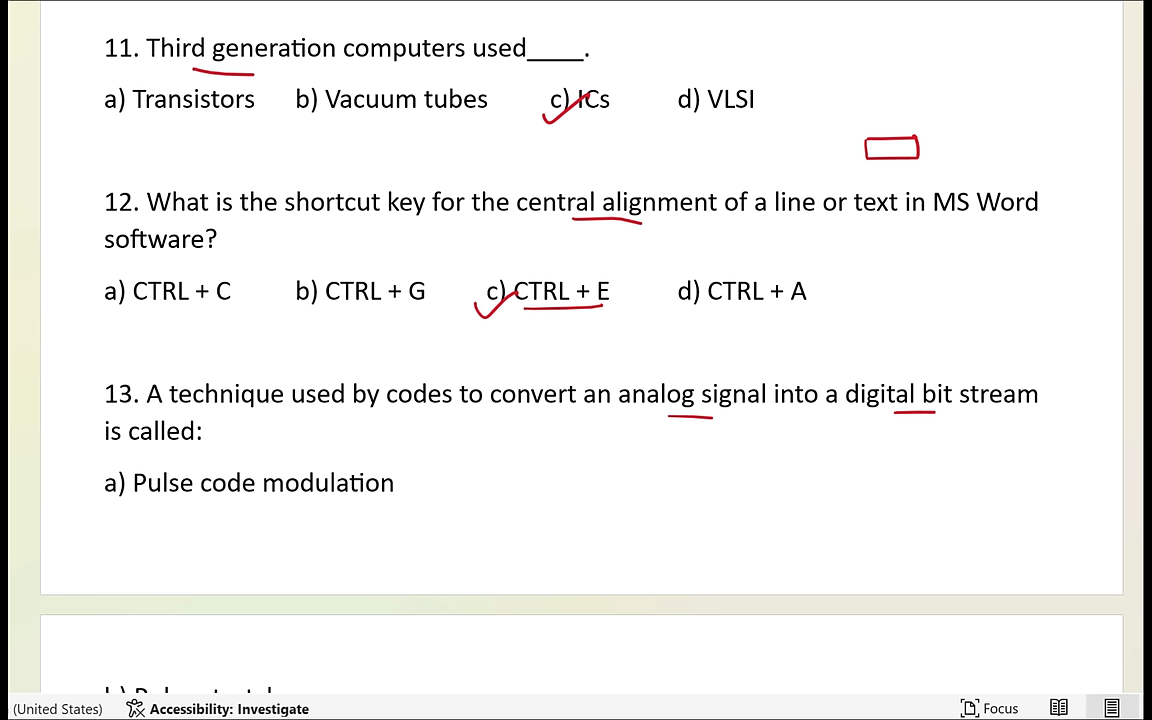 11. Third generation computers used____.
a) Transistors b) Vacuum tubes c) ICs d) VLSI
12. What is the shortcut key for the central alignment of a line or text in MS Word
software?
a) CTRL + C b) CTRL + G c) CTRL + E d) CTRL + A
13. A technique used by codes to convert an analog signal into a digital bit stream
is called:
a) Pulse code modulation
(United States) Accessibility: Investigate Focus